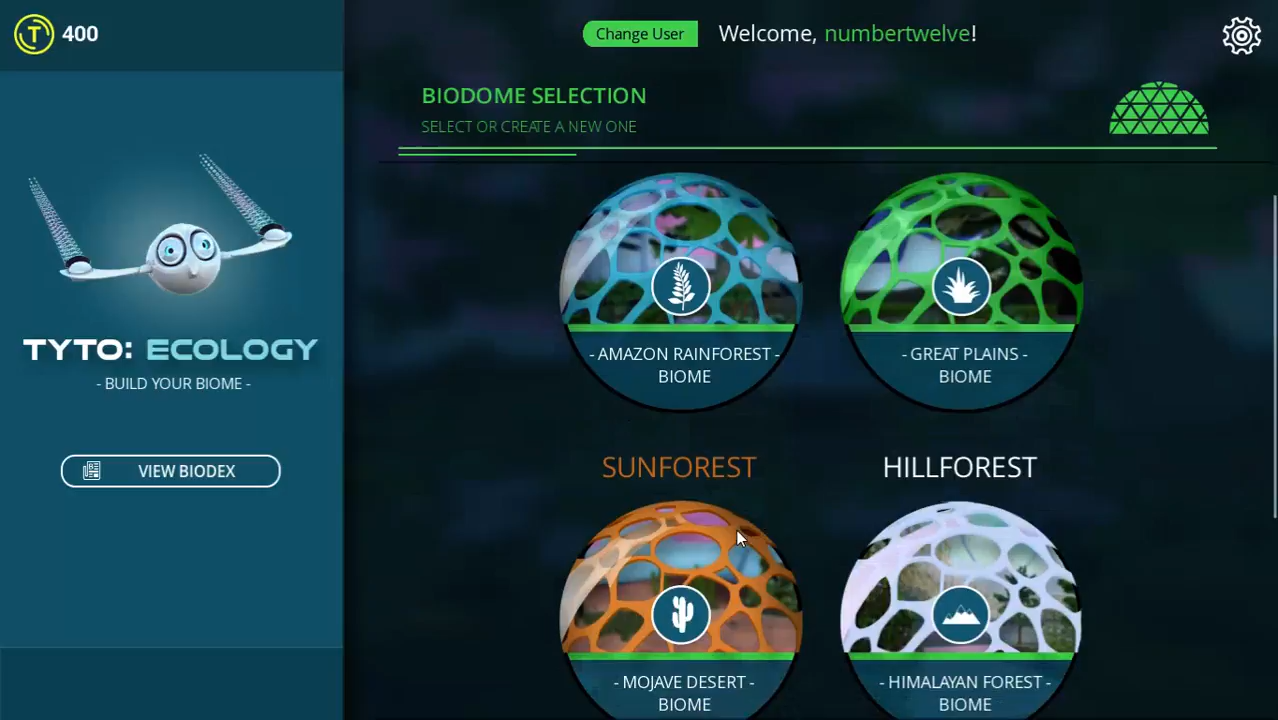 T 400
Change User
Welcome, numbertwelve!
BIODOME SELECTION
SELECT OR CREATE A NEW ONE
TYTO: ECOLOGY
- BUILD YOUR BIOME -
VIEW BIODEX
- AMAZON RAINFOREST -
BIOME
- GREAT PLAINS -
BIOME
SUNFOREST
HILLFOREST
- MOJAVE DESERT -
BIOME
- HIMALAYAN FOREST -
BIOME